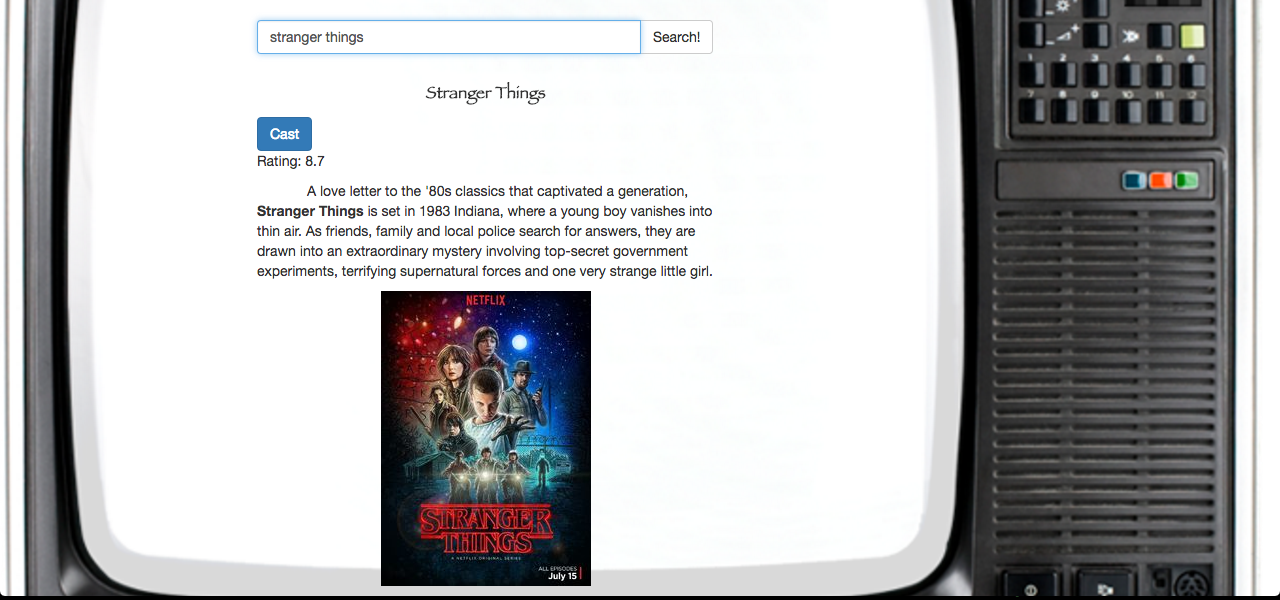 stranger things Search!
Stranger Things
Cast
Rating: 8.7
A love letter to the '80s classics that captivated a generation,
Stranger Things is set in 1983 Indiana, where a young boy vanishes into
thin air. As friends, family and local police search for answers, they are
drawn into an extraordinary mystery involving top-secret government
experiments, terrifying supernatural forces and one very strange little girl.
NETFLIX
STRANGER
THINGS
A NETFLIX ORIGINAL SERIES
ALL EPISODES
July 15
1 2 3 4 5 6
7 8 9 10 11 12